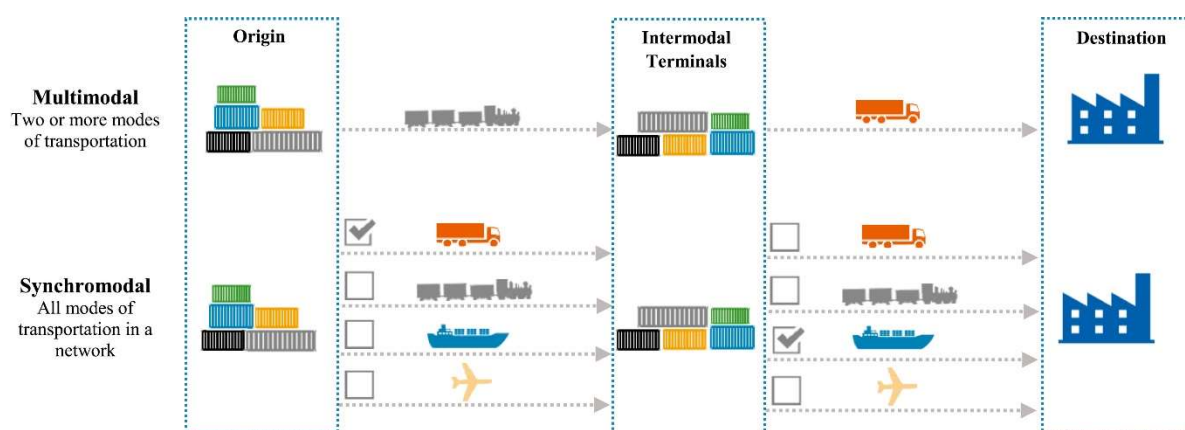 Origin
Intermodal
Terminals
Destination
Multimodal
Two or more modes
of transportation
Synchromodal
All modes of
transportation in a
network